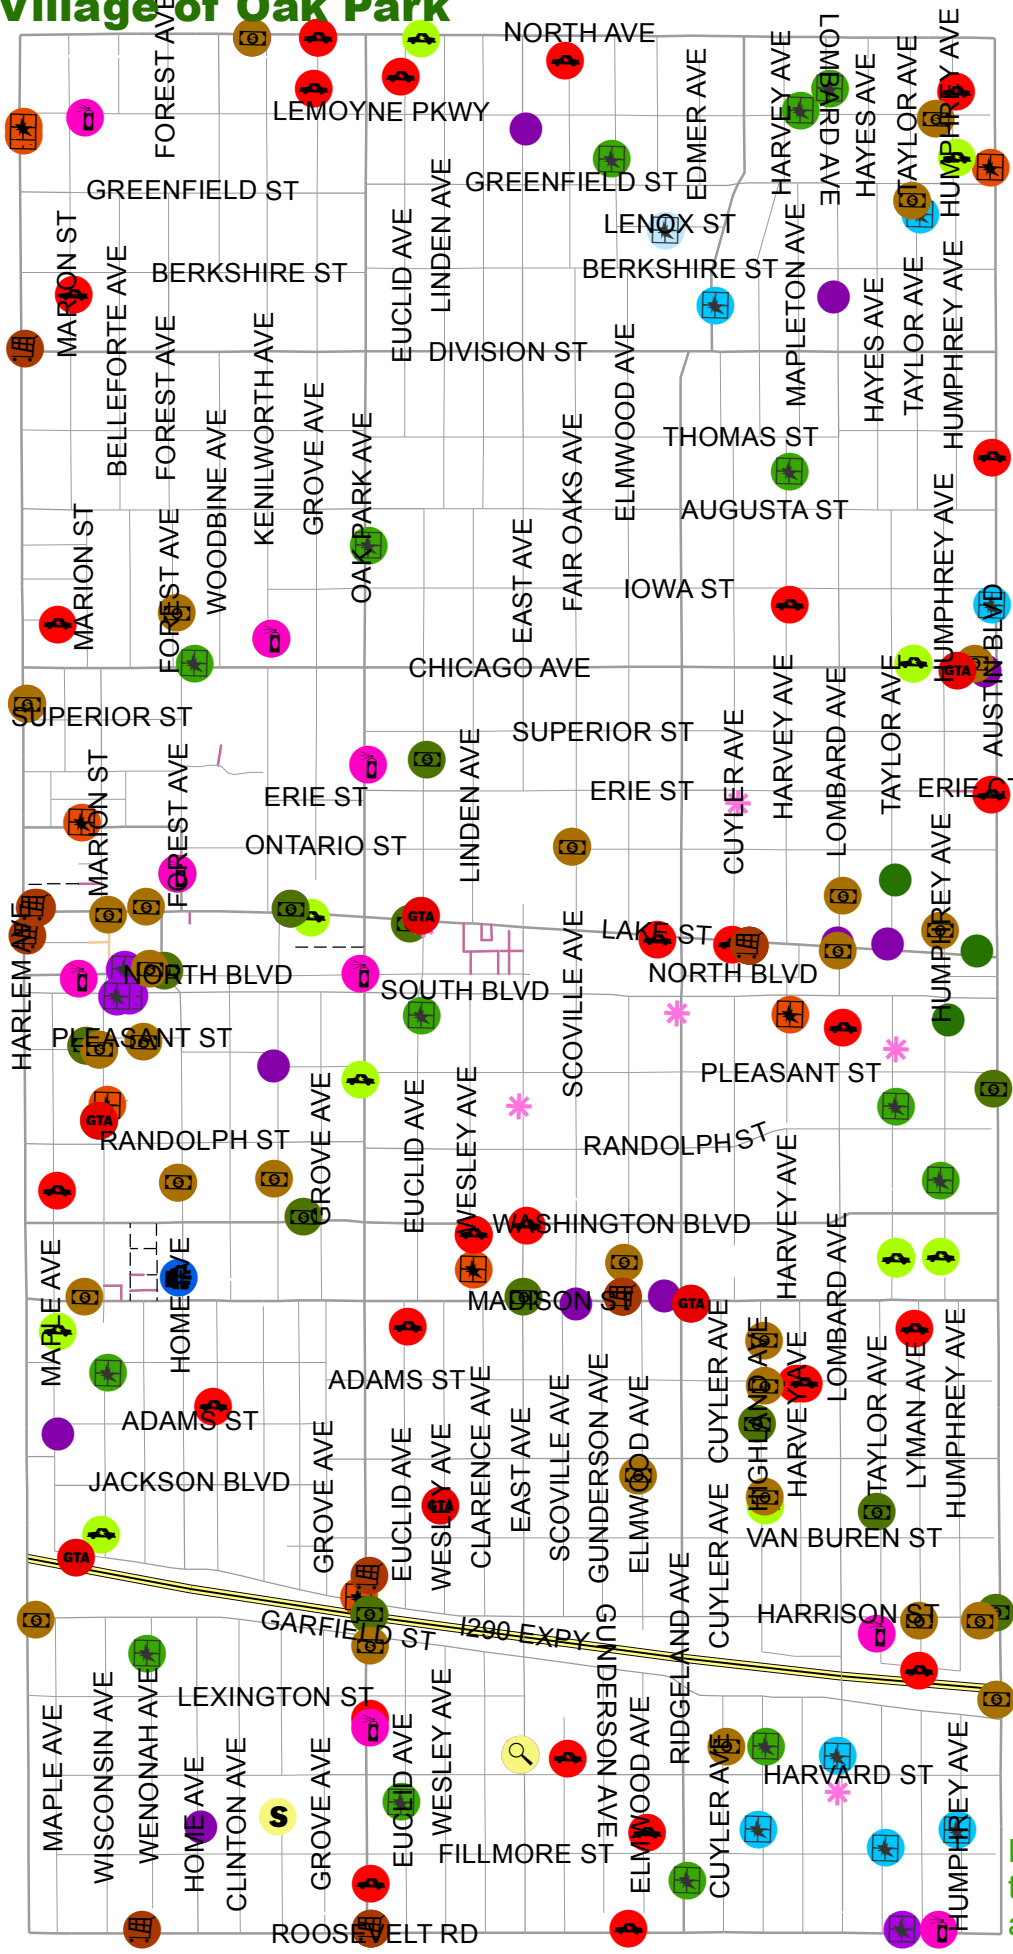 Village of Oak Park
NORTH AVE
FOREST AVE
LEMOYNE PKWY
EDMER AVE
HARVEY AVE
LOMBARD AVE
HAYES AVE
TAYLOR AVE
HUMPHREY AVE
GREENFIELD ST
GREENFIELD ST
LINDEN AVE
EUCLID AVE
LENOX ST
MARION ST
BELLEFORTE AVE
BERKSHIRE ST
BERKSHIRE ST
MAPLETON AVE
HAYES AVE
TAYLOR AVE
HUMPHREY AVE
DIVISION ST
FOREST AVE
WOODBINE AVE
KENILWORTH AVE
GROVE AVE
OAK PARK AVE
FAIR OAKS AVE
ELMWOOD AVE
THOMAS ST
AUGUSTA ST
MARION ST
FOREST AVE
EAST AVE
IOWA ST
HUMPHREY AVE
AUSTIN BLVD
CHICAGO AVE
GTA
SUPERIOR ST
SUPERIOR ST
CUYLER AVE
HARVEY AVE
LOMBARD AVE
TAYLOR AVE
MARION ST
FOREST AVE
ERIE ST
LINDEN AVE
ERIE ST
ONTARIO ST
HUMPHREY AVE
HARLEM AVE
GTA
SCOVILLE AVE
LAKE ST
NORTH BLVD
NORTH BLVD
SOUTH BLVD
PLEASANT ST
PLEASANT ST
GTA
RANDOLPH ST
RANDOLPH ST
GROVE AVE
EUCLID AVE
WESLEY AVE
HARVEY AVE
WASHINGTON BLVD
MAPLE AVE
HOME AVE
MADISON ST
GTA
LOMBARD AVE
CUYLER AVE
HIGHLAND AVE
HARVEY AVE
TAYLOR AVE
LYMAN AVE
HUMPHREY AVE
ADAMS ST
ADAMS ST
JACKSON BLVD
GROVE AVE
EUCLID AVE
WESLEY AVE
GTA
CLARENCE AVE
EAST AVE
SCOVILLE AVE
GUNDERSON AVE
ELMWOOD AVE
CUYLER AVE
VAN BUREN ST
GTA
RIDGELAND AVE
GARFIELD ST
I290 EXPY
HARRISON ST
LEXINGTON ST
MAPLE AVE
WISCONSIN AVE
WENONAH AVE
HOME AVE
CLINTON AVE
S
GROVE AVE
EUCLID AVE
WESLEY AVE
GUNDERSON AVE
ELMWOOD AVE
CUYLER AVE
HARVARD ST
FILLMORE ST
HUMPHREY AVE
ROOSEVELT RD